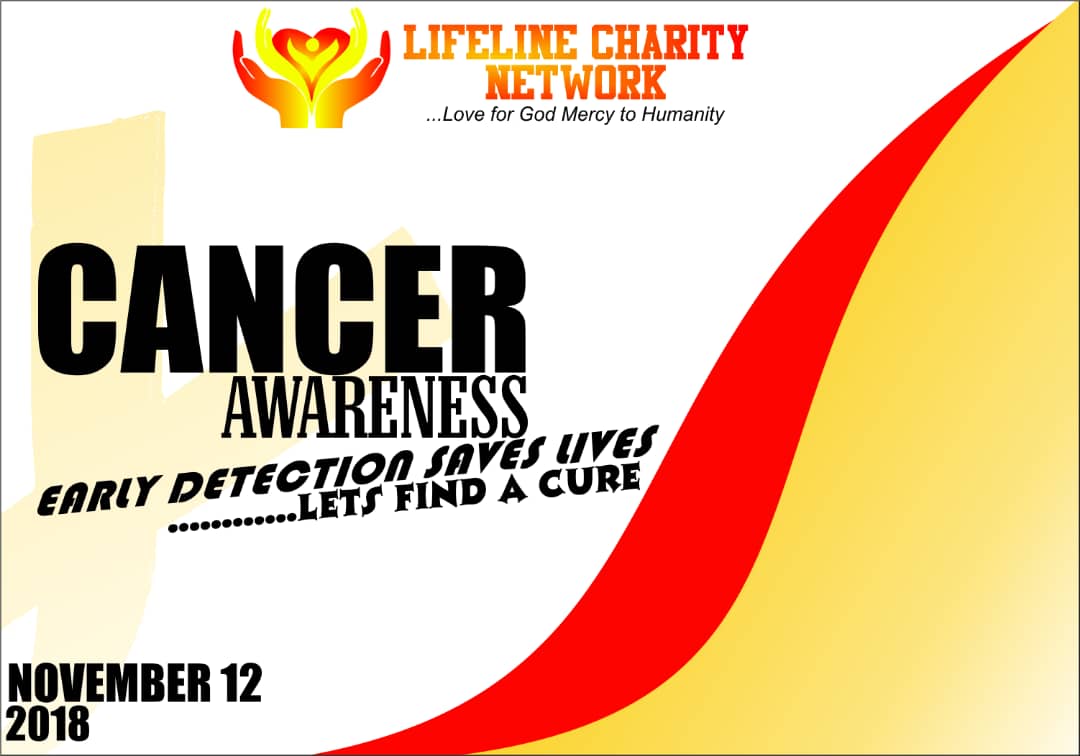 LIFELINE CHARITY
NETWORK
...Love for God Mercy to Humanity
CANCER
AWARENESS
EARLY DETECTION SAVES LIVES
............LETS FIND A CURE
NOVEMBER 12
2018